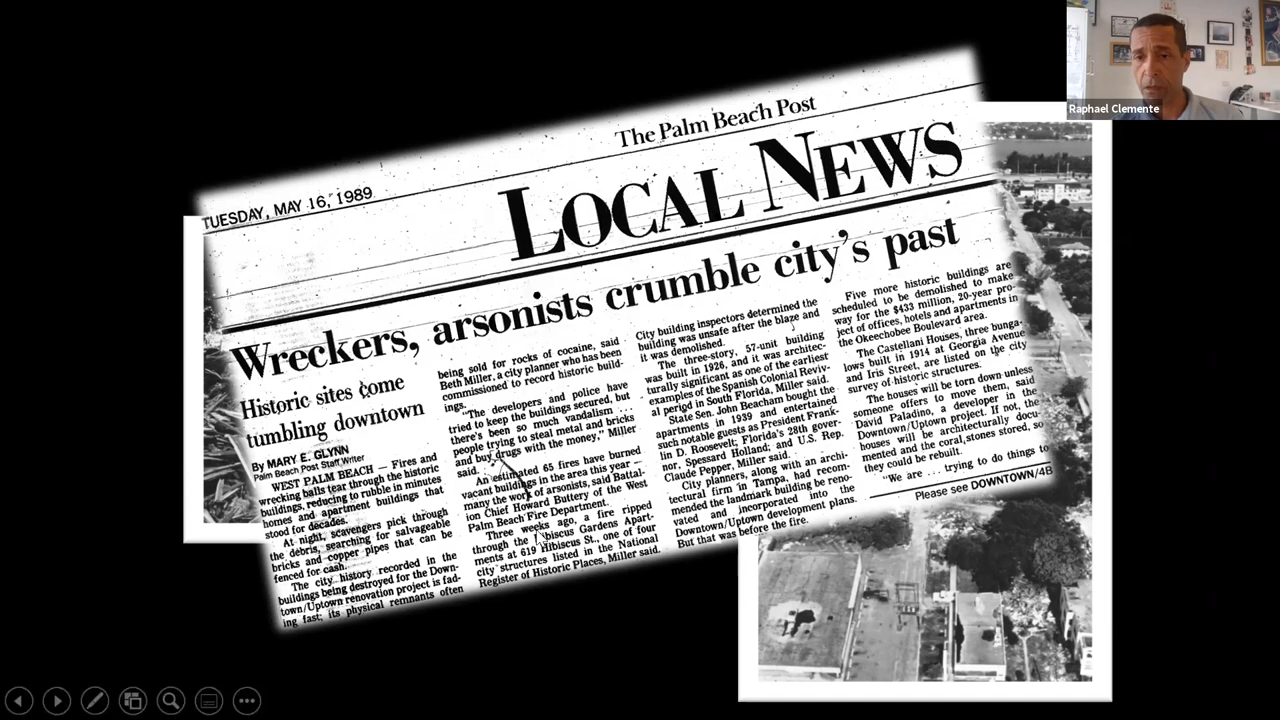 Raphael Clemente
The Palm Beach Post
TUESDAY, MAY 16, 1989
LOCAL NEWS
Wreckers, arsonists crumble city's past
Historic sites come
tumbling downtown
By MARY E. GLYNN
Palm Beach Post Staff Writer
WEST PALM BEACH — Fires and
wrecking balls tear through the historic
buildings, reducing to rubble in minutes
homes and apartment buildings that
stood for decades.
At night, scavengers pick through
the debris, searching for salvageable
bricks and copper pipes that can be
fenced for cash.
The city history recorded in the
buildings being destroyed for the Down-
town/Uptown renovation project is fad-
ing fast; its physical remnants often
being sold for rocks of cocaine, said
Beth Miller, a city planner who has been
commissioned to record historic build-
ings.
"The developers and police have
tried to keep the buildings secured, but
there's been so much vandalism ...
people trying to steal metal and bricks
and buy drugs with the money," Miller
said.
An estimated 65 fires have burned
vacant buildings in the area this year —
many the work of arsonists, said Battal-
ion Chief Howard Buttery of the West
Palm Beach Fire Department.
Three weeks ago, a fire ripped
through the Hibiscus Gardens Apart-
ments at 619 Hibiscus St., one of four
city structures listed in the National
Register of Historic Places, Miller said.
City building inspectors determined the
building was unsafe after the blaze and
it was demolished.
The three-story, 57-unit building
was built in 1926, and it was architec-
turally significant as one of the earliest
examples of the Spanish Colonial Reviv-
al period in South Florida, Miller said.
State Sen. John Beacham bought the
apartments in 1939 and entertained
such notable guests as President Frank-
lin D. Roosevelt; Florida's 28th gover-
nor, Spessard Holland; and U.S. Rep.
Claude Pepper, Miller said.
City planners, along with an archi-
tectural firm in Tampa, had recom-
mended the landmark building be reno-
vated and incorporated into the
Downtown/Uptown development plans.
But that was before the fire.
Five more historic buildings are
scheduled to be demolished to make
way for the $433 million, 20-year pro-
ject of offices, hotels and apartments in
the Okeechobee Boulevard area.
The Castellani Houses, three bunga-
lows built in 1914 at Georgia Avenue
and Iris Street, are listed on the city
survey of historic structures.
The houses will be torn down unless
someone offers to move them, said
David Paladino, a developer in the
Downtown/Uptown project. If not, the
houses will be architecturally docu-
mented and the coral stones stored, so
they could be rebuilt.
"We are ... trying to do things to
Please see DOWNTOWN/4B